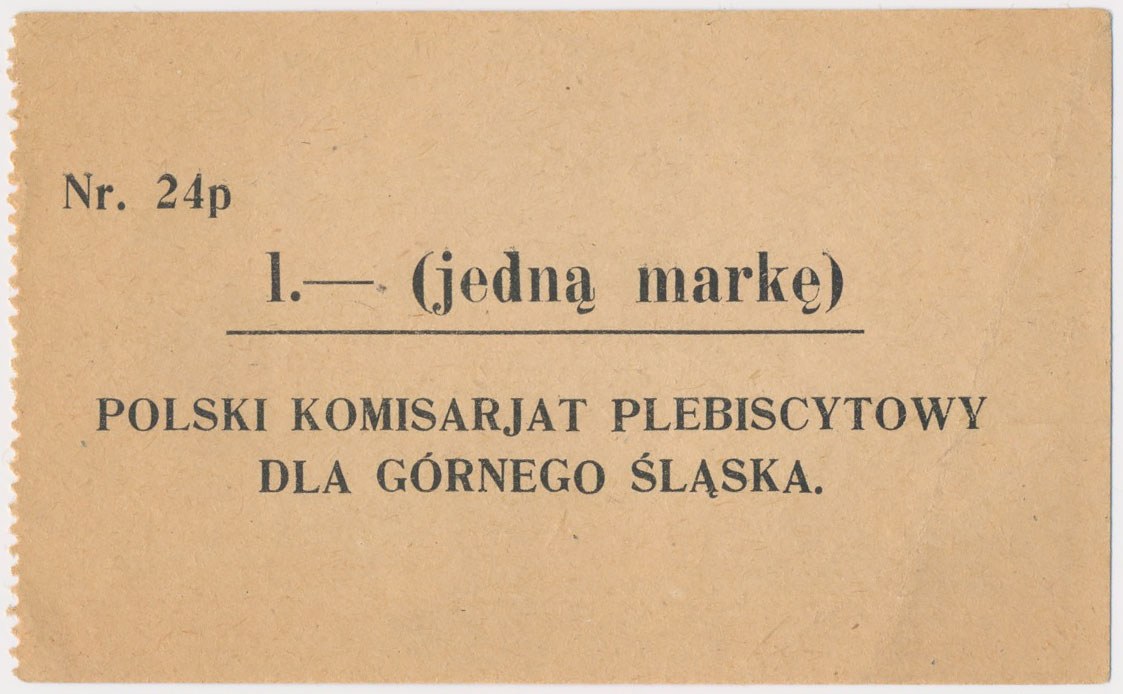 Nr. 24p
1.— (jedną markę)
POLSKI KOMISARJAT PLEBISCYTOWY
DLA GÓRNEGO ŚLĄSKA.